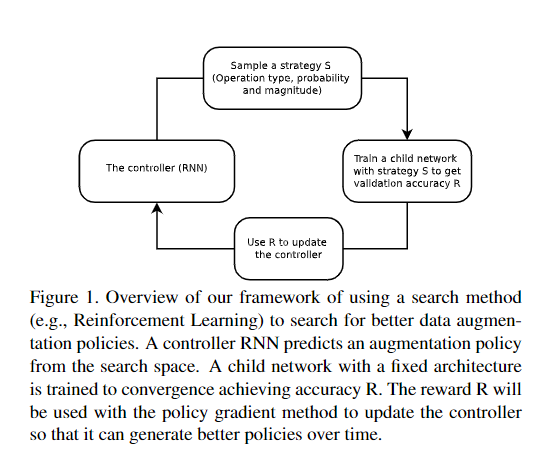 Sample a strategy S
(Operation type, probability
and magnitude)
The controller (RNN)
Train a child network
with strategy S to get
validation accuracy R
Use R to update
the controller
Figure 1. Overview of our framework of using a search method
(e.g., Reinforcement Learning) to search for better data augmen-
tation policies. A controller RNN predicts an augmentation policy
from the search space. A child network with a fixed architecture
is trained to convergence achieving accuracy R. The reward R will
be used with the policy gradient method to update the controller
so that it can generate better policies over time.